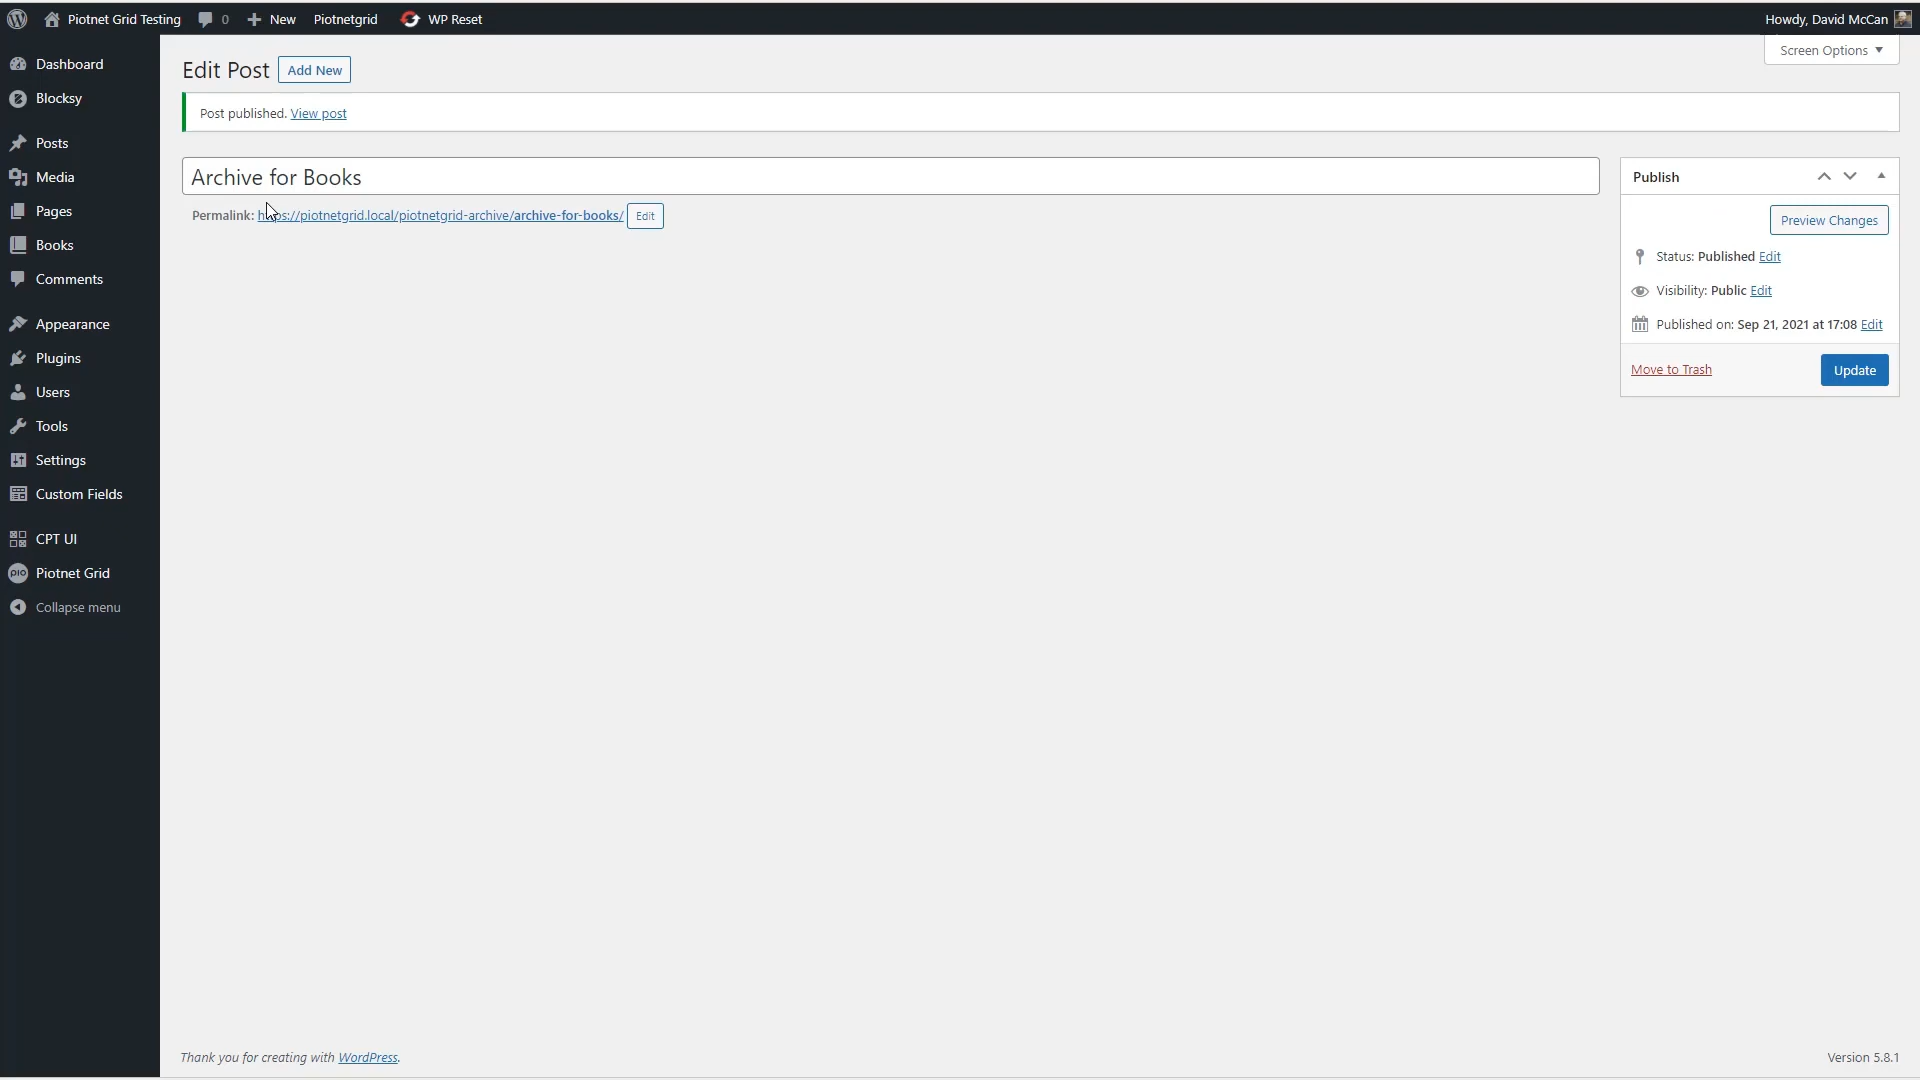 Piotnet Grid Testing 0 New Piotnetgrid WP Reset Howdy, David McCan
Screen Options
Dashboard
Blocksy
Posts
Media
Pages
Books
Comments
Appearance
Plugins
Users
Tools
Settings
Custom Fields
CPT UI
pio Piotnet Grid
Collapse menu
Edit Post Add New
Post published. View post
Archive for Books
Permalink: https://piotnetgrid.local/piotnetgrid-archive/archive-for-books/ Edit
Publish
Preview Changes
Status: Published Edit
Visibility: Public Edit
Published on: Sep 21, 2021 at 17:08 Edit
Move to Trash Update
Thank you for creating with WordPress. Version 5.8.1